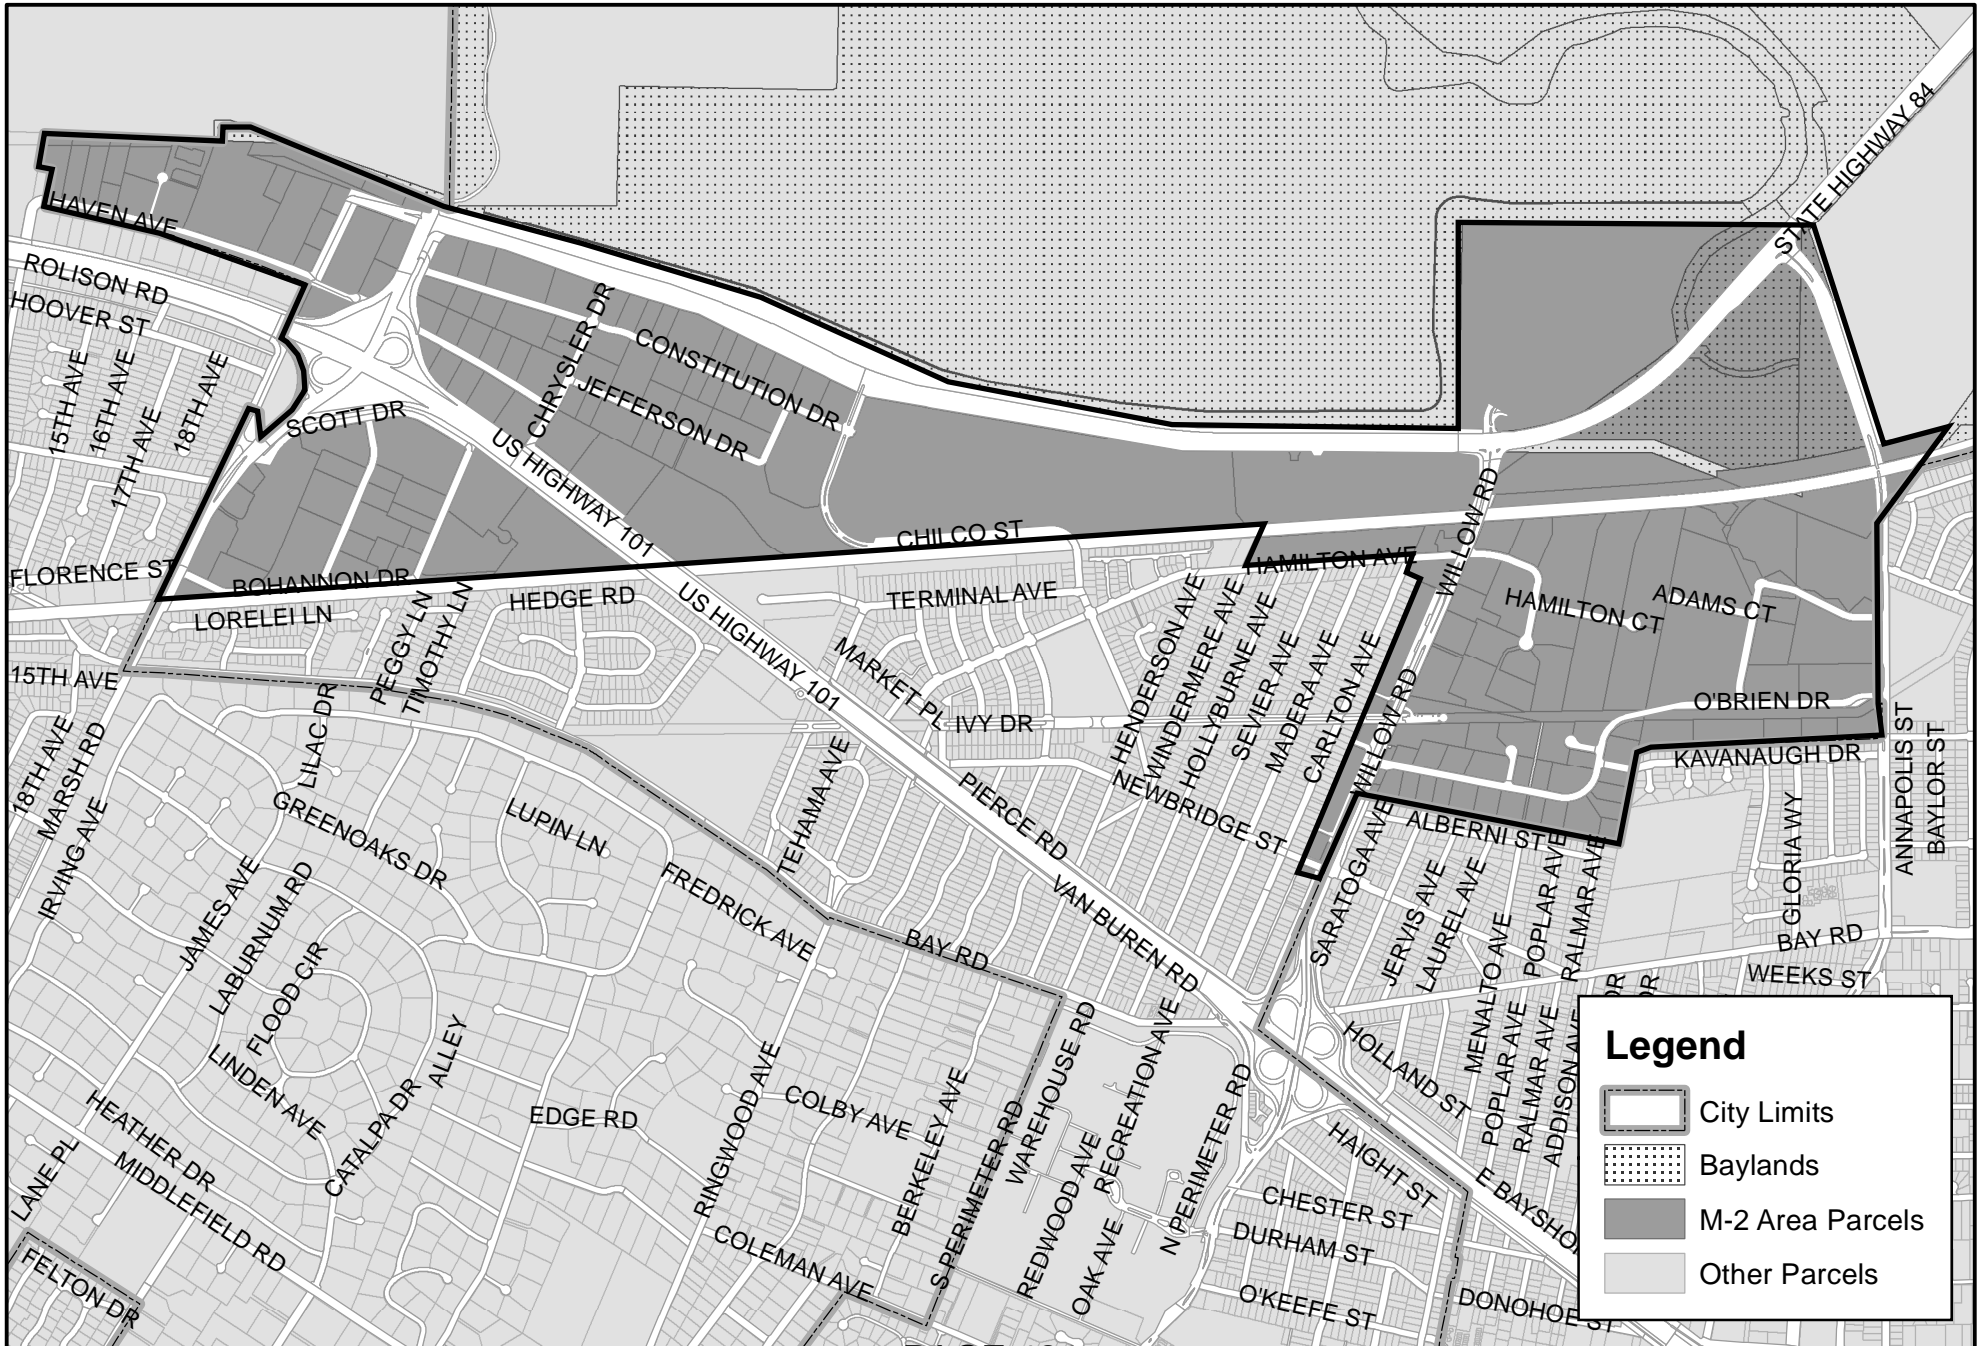 STATE HIGHWAY 84
HAVEN AVE
ROLISON RD
HOOVER ST
15TH AVE
16TH AVE
17TH AVE
18TH AVE
SCOTT DR
CHRYSLER DR
CONSTITUTION DR
JEFFERSON DR
US HIGHWAY 101
CHILCO ST
WILLOW RD
FLORENCE ST
BOHANNON DR
LORELEI LN
PEGGY LN
TIMOTHY LN
HEDGE RD
US HIGHWAY 101
TERMINAL AVE
HAMILTON AVE
HAMILTON CT
ADAMS CT
MARKET PL
IVY DR
HENDERSON AVE
WINDERMERE AVE
HOLLYBURNE AVE
SEVIER AVE
MADERA AVE
CARLTON AVE
WILLOW RD
WILLOW RD
O'BRIEN DR
KAVANAUGH DR
ANNAPOLIS ST
BAYLOR ST
15TH AVE
18TH AVE
MARSH RD
IRVING AVE
LILAC DR
GREENOAKS DR
LUPIN LN
TEHAMA AVE
NEWBRIDGE ST
PIERCE RD
SARATOGA AVE
ALBERNI ST
GLORIA WY
JAMES AVE
LABURNUM RD
FLOOD CIR
FREDRICK AVE
BAY RD
VAN BUREN RD
JERVIS AVE
LAUREL AVE
MENALTO AVE
POPLAR AVE
RALMAR AVE
BAY RD
WEEKS ST
DR
DR
LINDEN AVE
CATALPA DR
ALLEY
HEATHER DR
MIDDLEFIELD RD
LANE PL
FELTON DR
EDGE RD
RINGWOOD AVE
COLBY AVE
BERKELEY AVE
COLEMAN AVE
S PERIMETER RD
WAREHOUSE RD
REDWOOD AVE
RECREATION AVE
OAK AVE
N PERIMETER RD
HOLLAND ST
HAIGHT ST
POPLAR AVE
RALMAR AVE
ADDISON AVE
CHESTER ST
DURHAM ST
O'KEEFE ST
E BAYSHO
DONOHOE ST
Legend
City Limits
Baylands
M-2 Area Parcels
Other Parcels